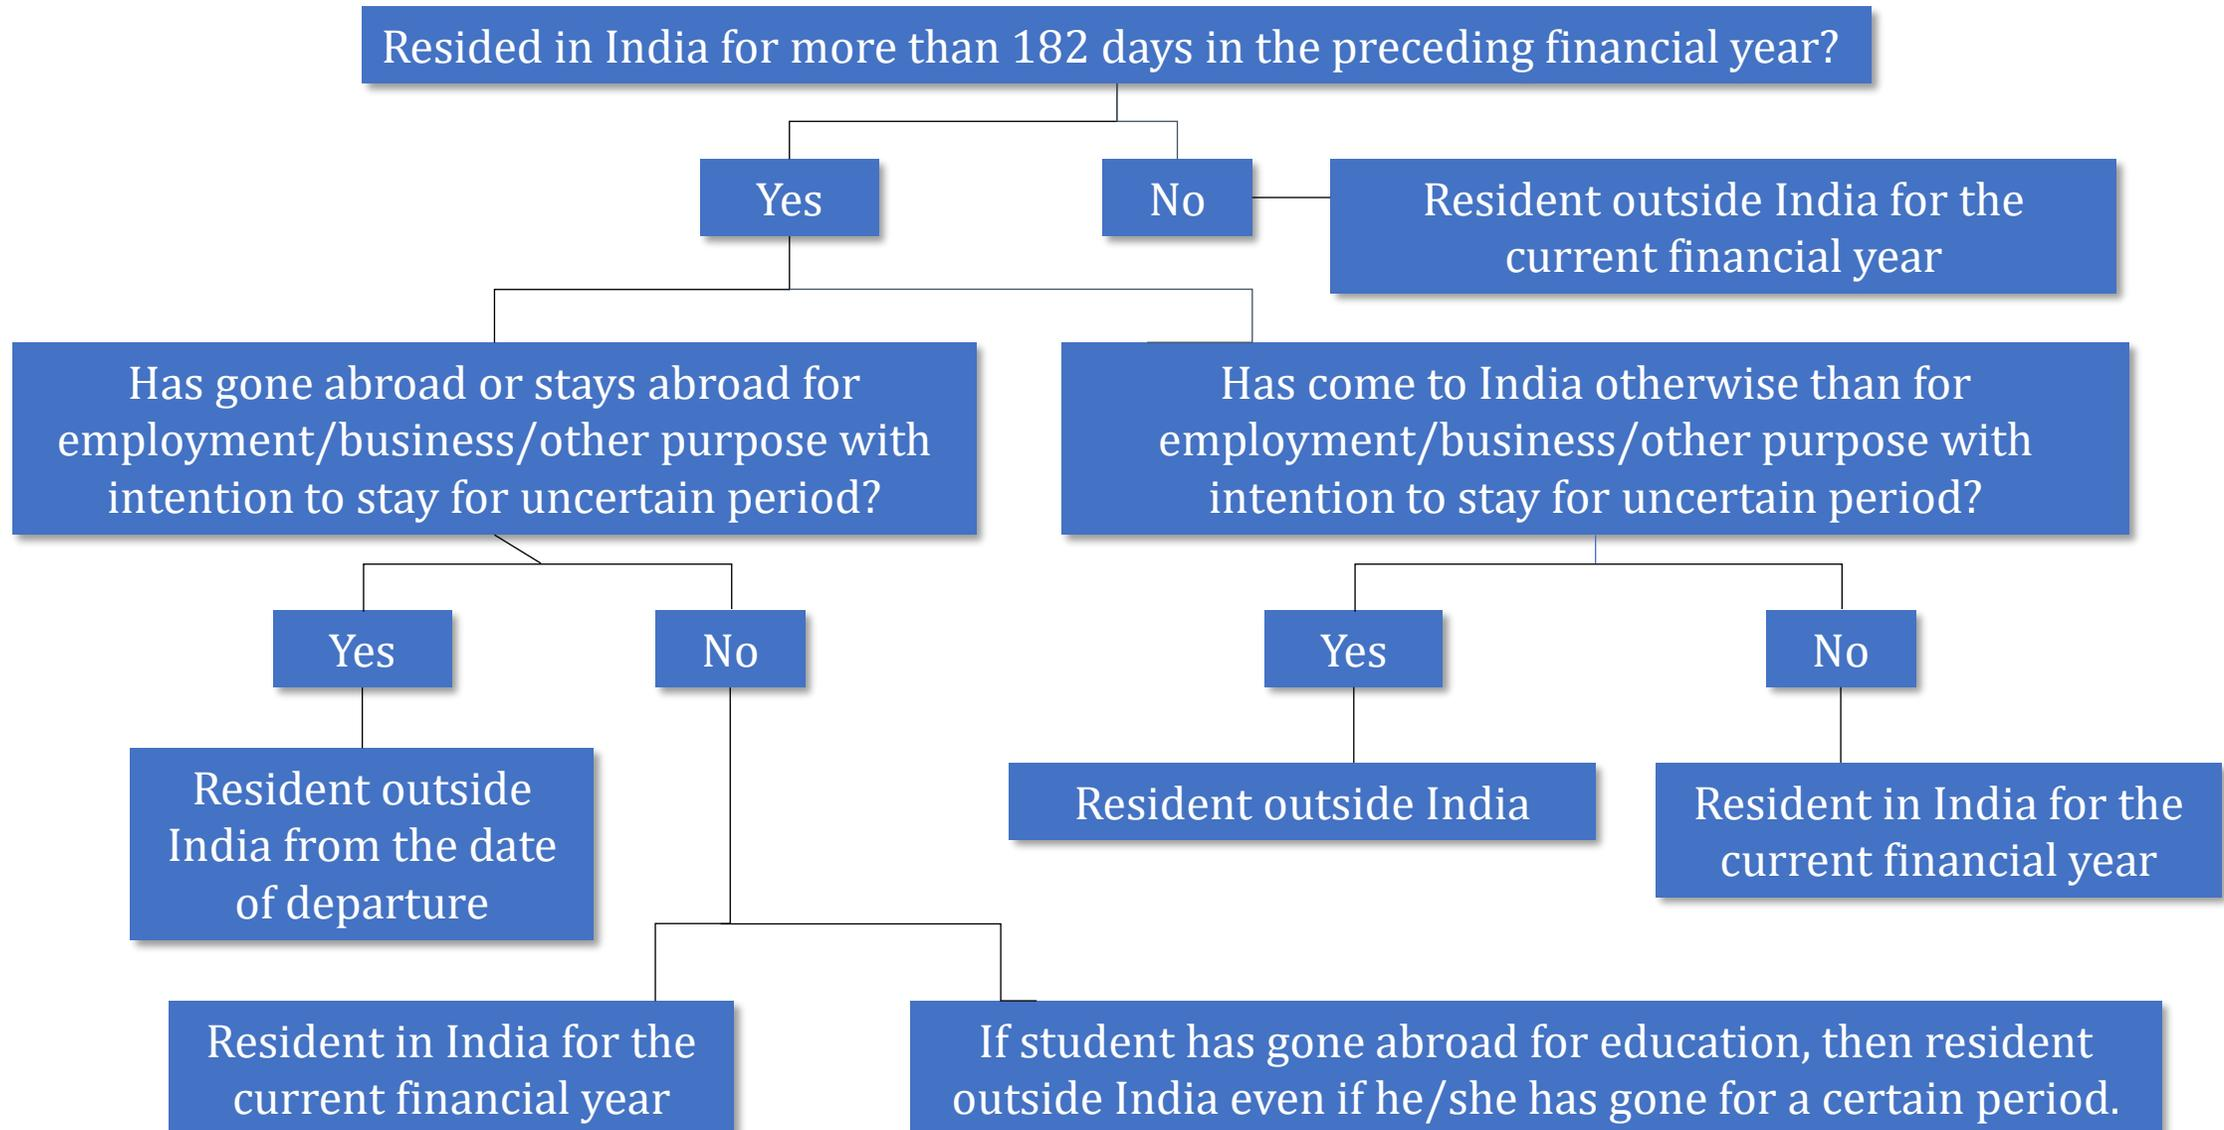 Resided in India for more than 182 days in the preceding financial year?
Yes
No
Resident outside India for the
current financial year
Has gone abroad or stays abroad for
employment/business/other purpose with
intention to stay for uncertain period?
Has come to India otherwise than for
employment/business/other purpose with
intention to stay for uncertain period?
Yes
No
Yes
No
Resident outside
India from the date
of departure
Resident outside India
Resident in India for the
current financial year
Resident in India for the
current financial year
If student has gone abroad for education, then resident
outside India even if he/she has gone for a certain period.